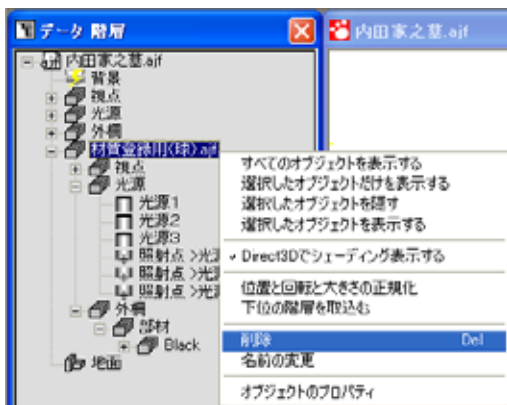 データ 階層
内田家之墓.ajf
内田家之墓.ajf
背景
視点
光源
外柵
材質登録用(球).ajf
視点
光源
光源1
光源2
光源3
照射点 >光
照射点 >光
照射点 >光
外柵
部材
Black
地面
すべてのオブジェクトを表示する
選択したオブジェクトだけを表示する
選択したオブジェクトを隠す
選択したオブジェクトを表示する
Direct3Dでシェーディング表示する
位置と回転と大きさの正規化
下位の階層を取込む
削除 Del
名前の変更
オブジェクトのプロパティ